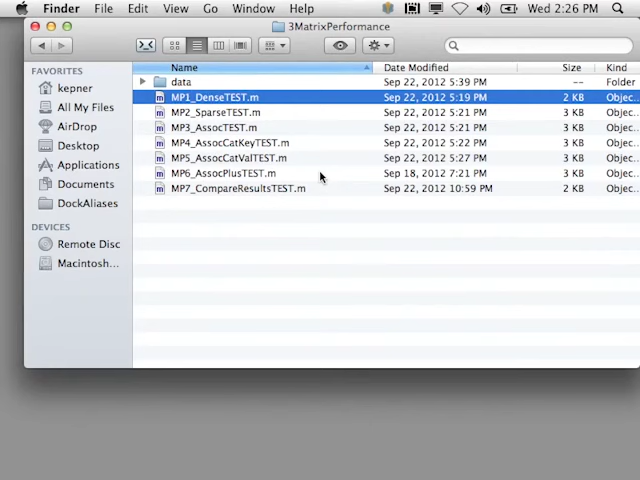 Finder File Edit View Go Window Help Wed 2:26 PM
3MatrixPerformance
FAVORITES
kepner
All My Files
AirDrop
Desktop
Applications
Documents
DockAliases
DEVICES
Remote Disc
Macintosh...
Name Date Modified Size Kind
data Sep 22, 2012 5:39 PM -- Folder
MP1_DenseTEST.m Sep 22, 2012 5:19 PM 2 KB Objec...
MP2_SparseTEST.m Sep 22, 2012 5:21 PM 3 KB Objec...
MP3_AssocTEST.m Sep 22, 2012 5:21 PM 3 KB Objec...
MP4_AssocCatKeyTEST.m Sep 22, 2012 5:22 PM 3 KB Objec...
MP5_AssocCatValTEST.m Sep 22, 2012 5:27 PM 3 KB Objec...
MP6_AssocPlusTEST.m Sep 18, 2012 7:21 PM 3 KB Objec...
MP7_CompareResultsTEST.m Sep 22, 2012 10:59 PM 2 KB Objec...